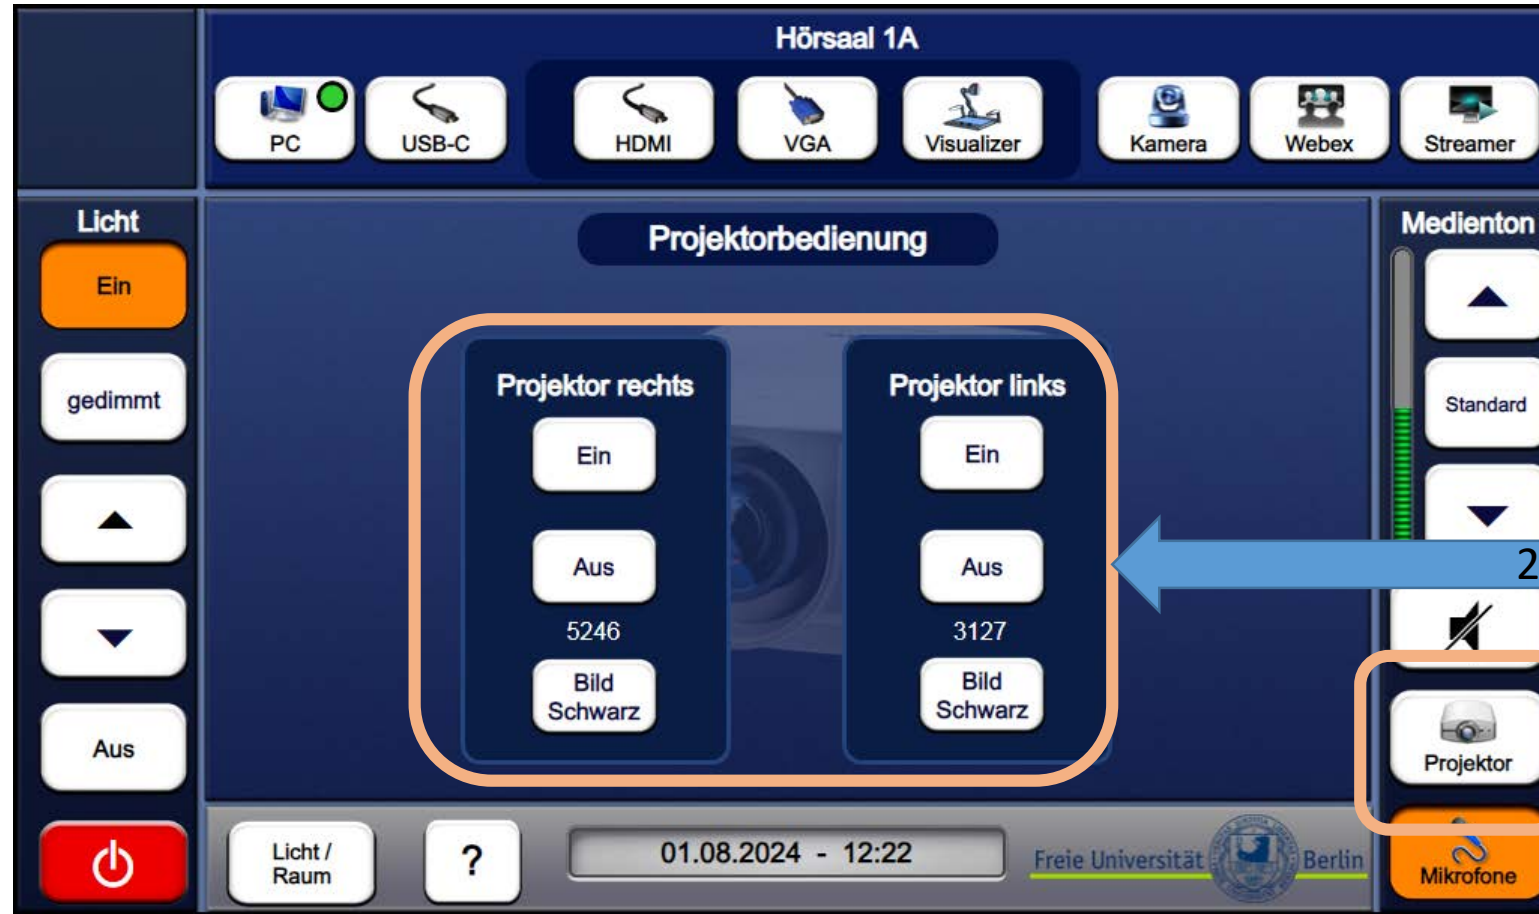 Hörsaal 1A
PC
USB-C
HDMI
VGA
Visualizer
Kamera
Webex
Streamer
Licht
Ein
gedimmt
Aus
Projektorbedienung
Projektor rechts
Ein
Aus
5246
Bild
Schwarz
Projektor links
Ein
Aus
3127
Bild
Schwarz
Medienton
Standard
2
Projektor
Mikrofone
Licht /
Raum
?
01.08.2024 - 12:22
Freie Universität Berlin